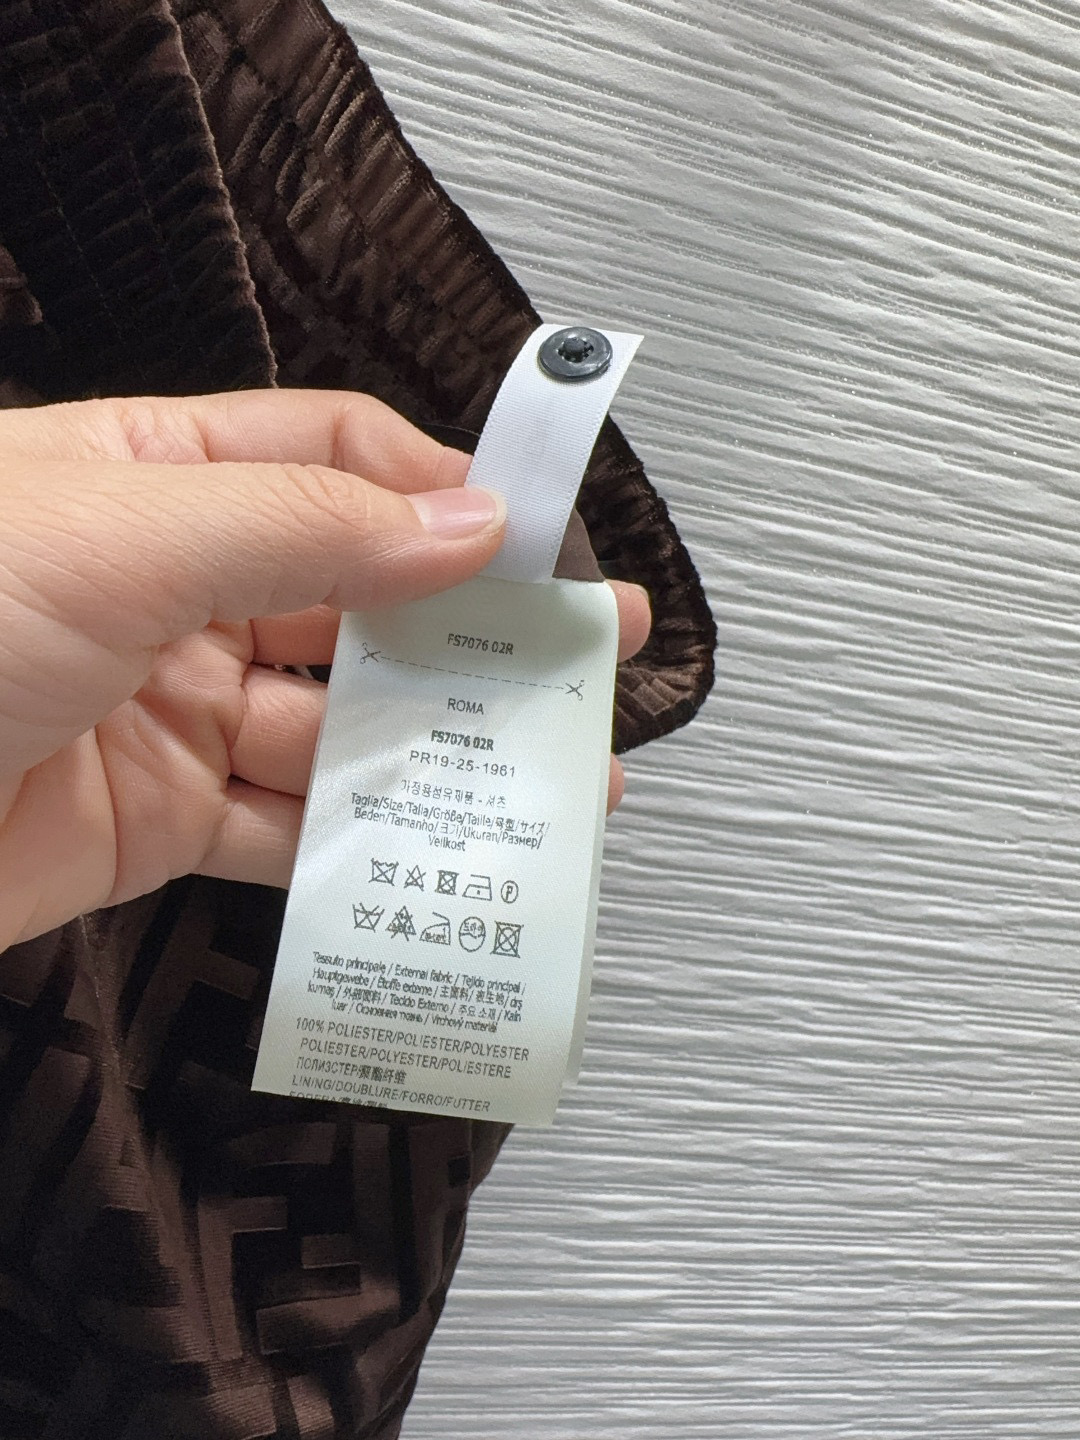 FS7076 02R
ROMA
FS7076 02R
PR19-25-1961
가정용섬유제품 - 셔츠
Taglia/Size/Talla/Größe/Taille/号型/サイズ/
Beden/Tamanho/크기/Ukuran/Размер/
Velikost
P
Tessuto principale / External fabric / Tejido principal /
Hauptgewebe / Étoffe externe / 主面料/ 表生地/ dış
kumaş / 外部面料 / Tecido Externo / 주요 소재 / Kain
luar / Основная ткань / Vrchový materiál
100% POLIESTER/POLIESTER/POLYESTER
POLIESTER/POLYESTER/POLIESTERE
ПОЛИЭСТЕР/聚酯纤维
LINING/DOUBLURE/FORRO/FUTTER